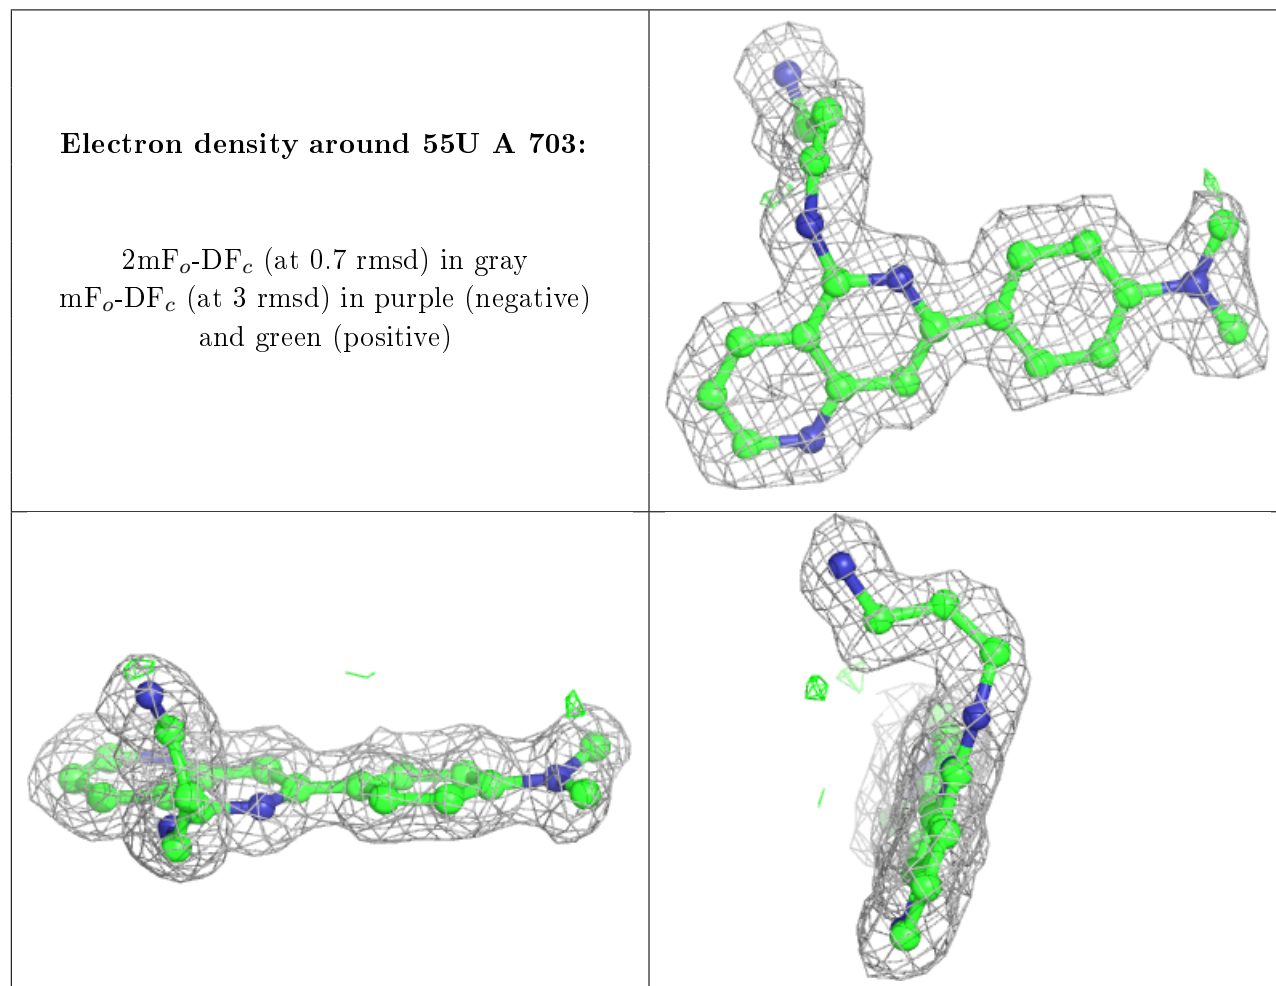 Electron density around 55U A 703:
2mFo-DFc (at 0.7 rmsd) in gray
mFo-DFc (at 3 rmsd) in purple (negative)
and green (positive)